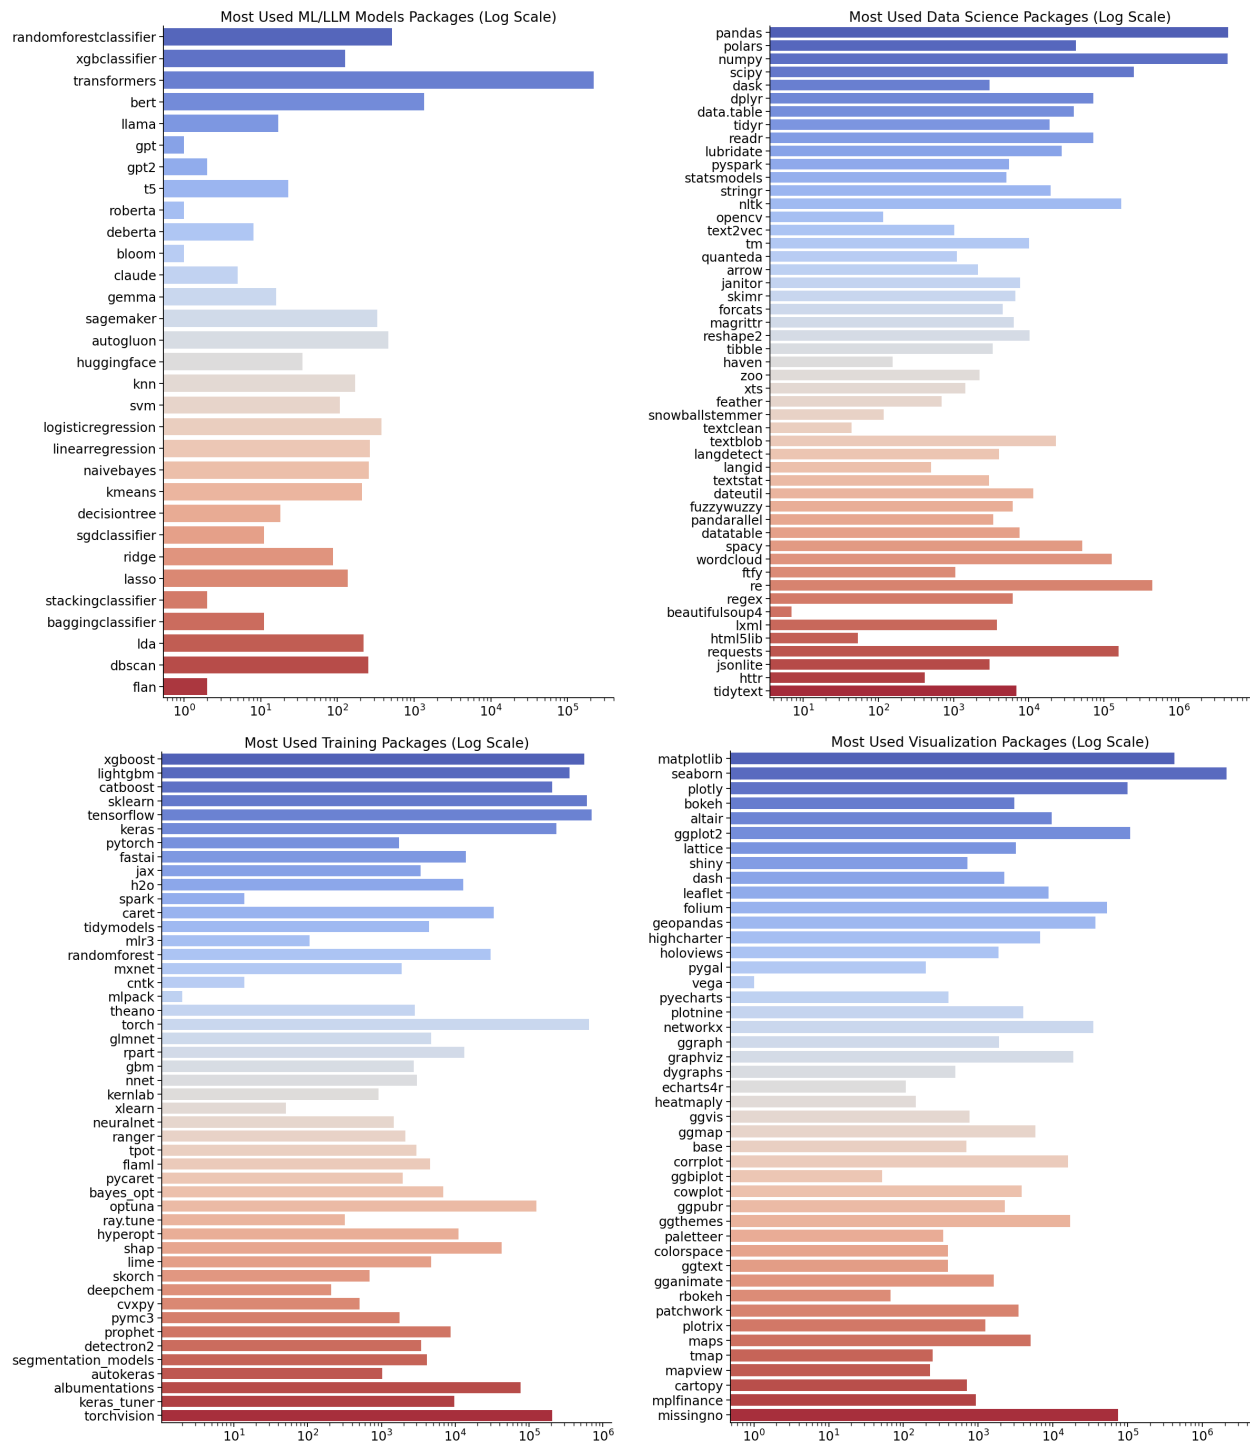 Most Used ML/LLM Models Packages (Log Scale)
randomforestclassifier
xgbclassifier
transformers
bert
llama
gpt
gpt2
t5
roberta
deberta
bloom
claude
gemma
sagemaker
autogluon
huggingface
knn
svm
logisticregression
linearregression
naivebayes
kmeans
decisiontree
sgdclassifier
ridge
lasso
stackingclassifier
baggingclassifier
lda
dbscan
flan
10⁰ 10¹ 10² 10³ 10⁴ 10⁵
Most Used Data Science Packages (Log Scale)
pandas
polars
numpy
scipy
dask
dplyr
data.table
tidyr
readr
lubridate
pyspark
statsmodels
stringr
nltk
opencv
text2vec
tm
quanteda
arrow
janitor
skimr
forcats
magrittr
reshape2
tibble
haven
zoo
xts
feather
snowballstemmer
textclean
textblob
langdetect
langid
textstat
dateutil
fuzzywuzzy
pandarallel
datatable
spacy
wordcloud
ftfy
re
regex
beautifulsoup4
lxml
html5lib
requests
jsonlite
httr
tidytext
10¹ 10² 10³ 10⁴ 10⁵ 10⁶
Most Used Training Packages (Log Scale)
xgboost
lightgbm
catboost
sklearn
tensorflow
keras
pytorch
fastai
jax
h2o
spark
caret
tidymodels
mlr3
randomforest
mxnet
cntk
mlpack
theano
torch
glmnet
rpart
gbm
nnet
kernlab
xlearn
neuralnet
ranger
tpot
flaml
pycaret
bayes_opt
optuna
ray.tune
hyperopt
shap
lime
skorch
deepchem
cvxpy
pymc3
prophet
detectron2
segmentation_models
autokeras
albumentations
keras_tuner
torchvision
10¹ 10² 10³ 10⁴ 10⁵ 10⁶
Most Used Visualization Packages (Log Scale)
matplotlib
seaborn
plotly
bokeh
altair
ggplot2
lattice
shiny
dash
leaflet
folium
geopandas
highcharter
holoviews
pygal
vega
pyecharts
plotnine
networkx
ggraph
graphviz
dygraphs
echarts4r
heatmaply
ggvis
ggmap
base
corrplot
ggbiplot
cowplot
ggpubr
ggthemes
paletteer
colorspace
ggtext
gganimate
rbokeh
patchwork
plotrix
maps
tmap
mapview
cartopy
mplfinance
missingno
10⁰ 10¹ 10² 10³ 10⁴ 10⁵ 10⁶